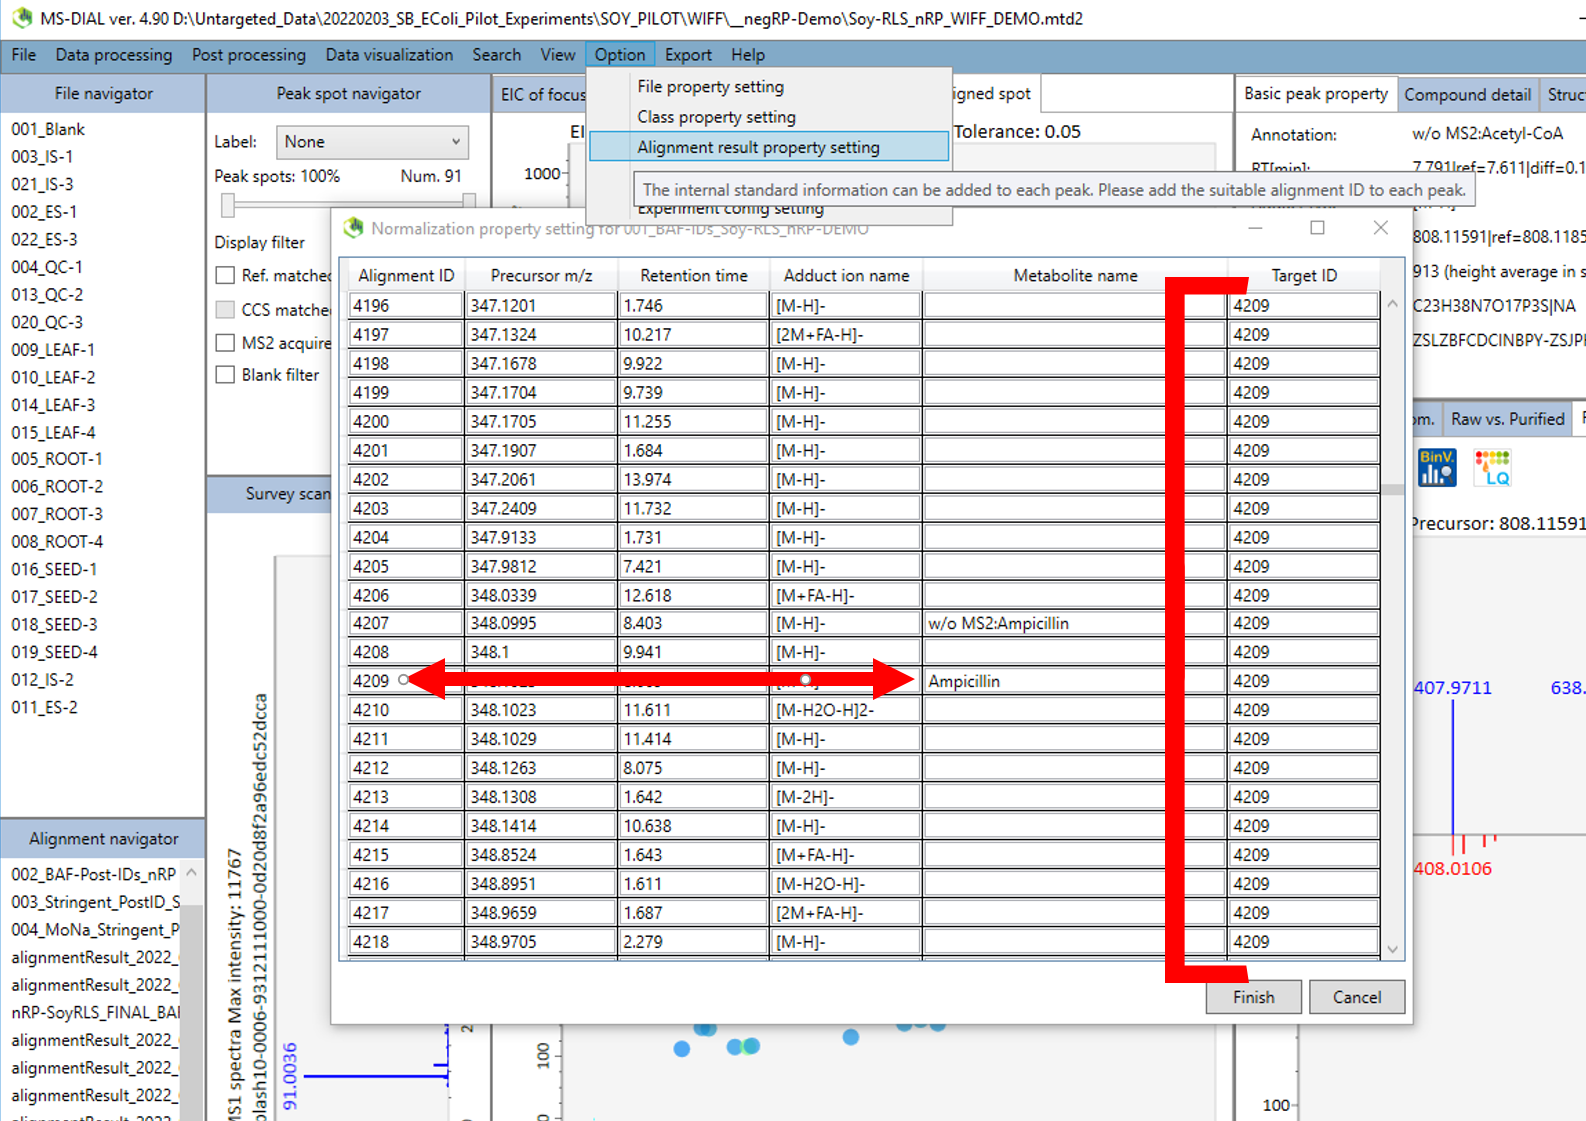 MS-DIAL ver. 4.90 D:\Untargeted_Data\20220203_SB_EColi_Pilot_Experiments\SOY_PILOT\WIFF\__negRP-Demo\Soy-RLS_nRP_WIFF_DEMO.mtd2
File Data processing Post processing Data visualization Search View Option Export Help
File navigator
001_Blank
003_IS-1
021_IS-3
002_ES-1
022_ES-3
004_QC-1
013_QC-2
020_QC-3
009_LEAF-1
010_LEAF-2
014_LEAF-3
015_LEAF-4
005_ROOT-1
006_ROOT-2
007_ROOT-3
008_ROOT-4
016_SEED-1
017_SEED-2
018_SEED-3
019_SEED-4
012_IS-2
011_ES-2
Alignment navigator
002_BAF-Post-IDs_nRP
003_Stringent_PostID_S
004_MoNa_Stringent_P
alignmentResult_2022_
alignmentResult_2022_
nRP-SoyRLS_FINAL_BA
alignmentResult_2022_
alignmentResult_2022_
alignmentResult_2022_
Peak spot navigator
Label: None
Peak spots: 100% Num. 91
Display filter
Ref. matched
CCS matche
MS2 acquire
Blank filter
Survey scan
MS1 spectra Max intensity: 11767
plash10-0006-9312111000-0d20d8f2a96edc52dcca
91.0036
EIC of focus
igned spot
EI
Tolerance: 0.05
1000
File property setting
Class property setting
Alignment result property setting
The internal standard information can be added to each peak. Please add the suitable alignment ID to each peak.
Experiment config setting
Basic peak property Compound detail Struc
Annotation: w/o MS2:Acetyl-CoA
RT[min]: 7.791|ref=7.611|diff=0.1
808.11591|ref=808.1185
913 (height average in s
C23H38N7O17P3S|NA
ZSLZBFCDCINBPY-ZSJPK
om. Raw vs. Purified
BinV. LQ
Precursor: 808.11591
407.9711 638.
408.0106
100
100
Normalization property setting for 001_BAF-IDs_Soy-RLS_nRP-DEMO
Alignment ID Precursor m/z Retention time Adduct ion name Metabolite name Target ID
4196 347.1201 1.746 [M-H]- 4209
4197 347.1324 10.217 [2M+FA-H]- 4209
4198 347.1678 9.922 [M-H]- 4209
4199 347.1704 9.739 [M-H]- 4209
4200 347.1705 11.255 [M-H]- 4209
4201 347.1907 1.684 [M-H]- 4209
4202 347.2061 13.974 [M-H]- 4209
4203 347.2409 11.732 [M-H]- 4209
4204 347.9133 1.731 [M-H]- 4209
4205 347.9812 7.421 [M-H]- 4209
4206 348.0339 12.618 [M+FA-H]- 4209
4207 348.0995 8.403 [M-H]- w/o MS2:Ampicillin 4209
4208 348.1 9.941 [M-H]- 4209
4209 Ampicillin 4209
4210 348.1023 11.611 [M-H2O-H]2- 4209
4211 348.1029 11.414 [M-H]- 4209
4212 348.1263 8.075 [M-H]- 4209
4213 348.1308 1.642 [M-2H]- 4209
4214 348.1414 10.638 [M-H]- 4209
4215 348.8524 1.643 [M+FA-H]- 4209
4216 348.8951 1.611 [M-H2O-H]- 4209
4217 348.9659 1.687 [2M+FA-H]- 4209
4218 348.9705 2.279 [M-H]- 4209
Finish Cancel